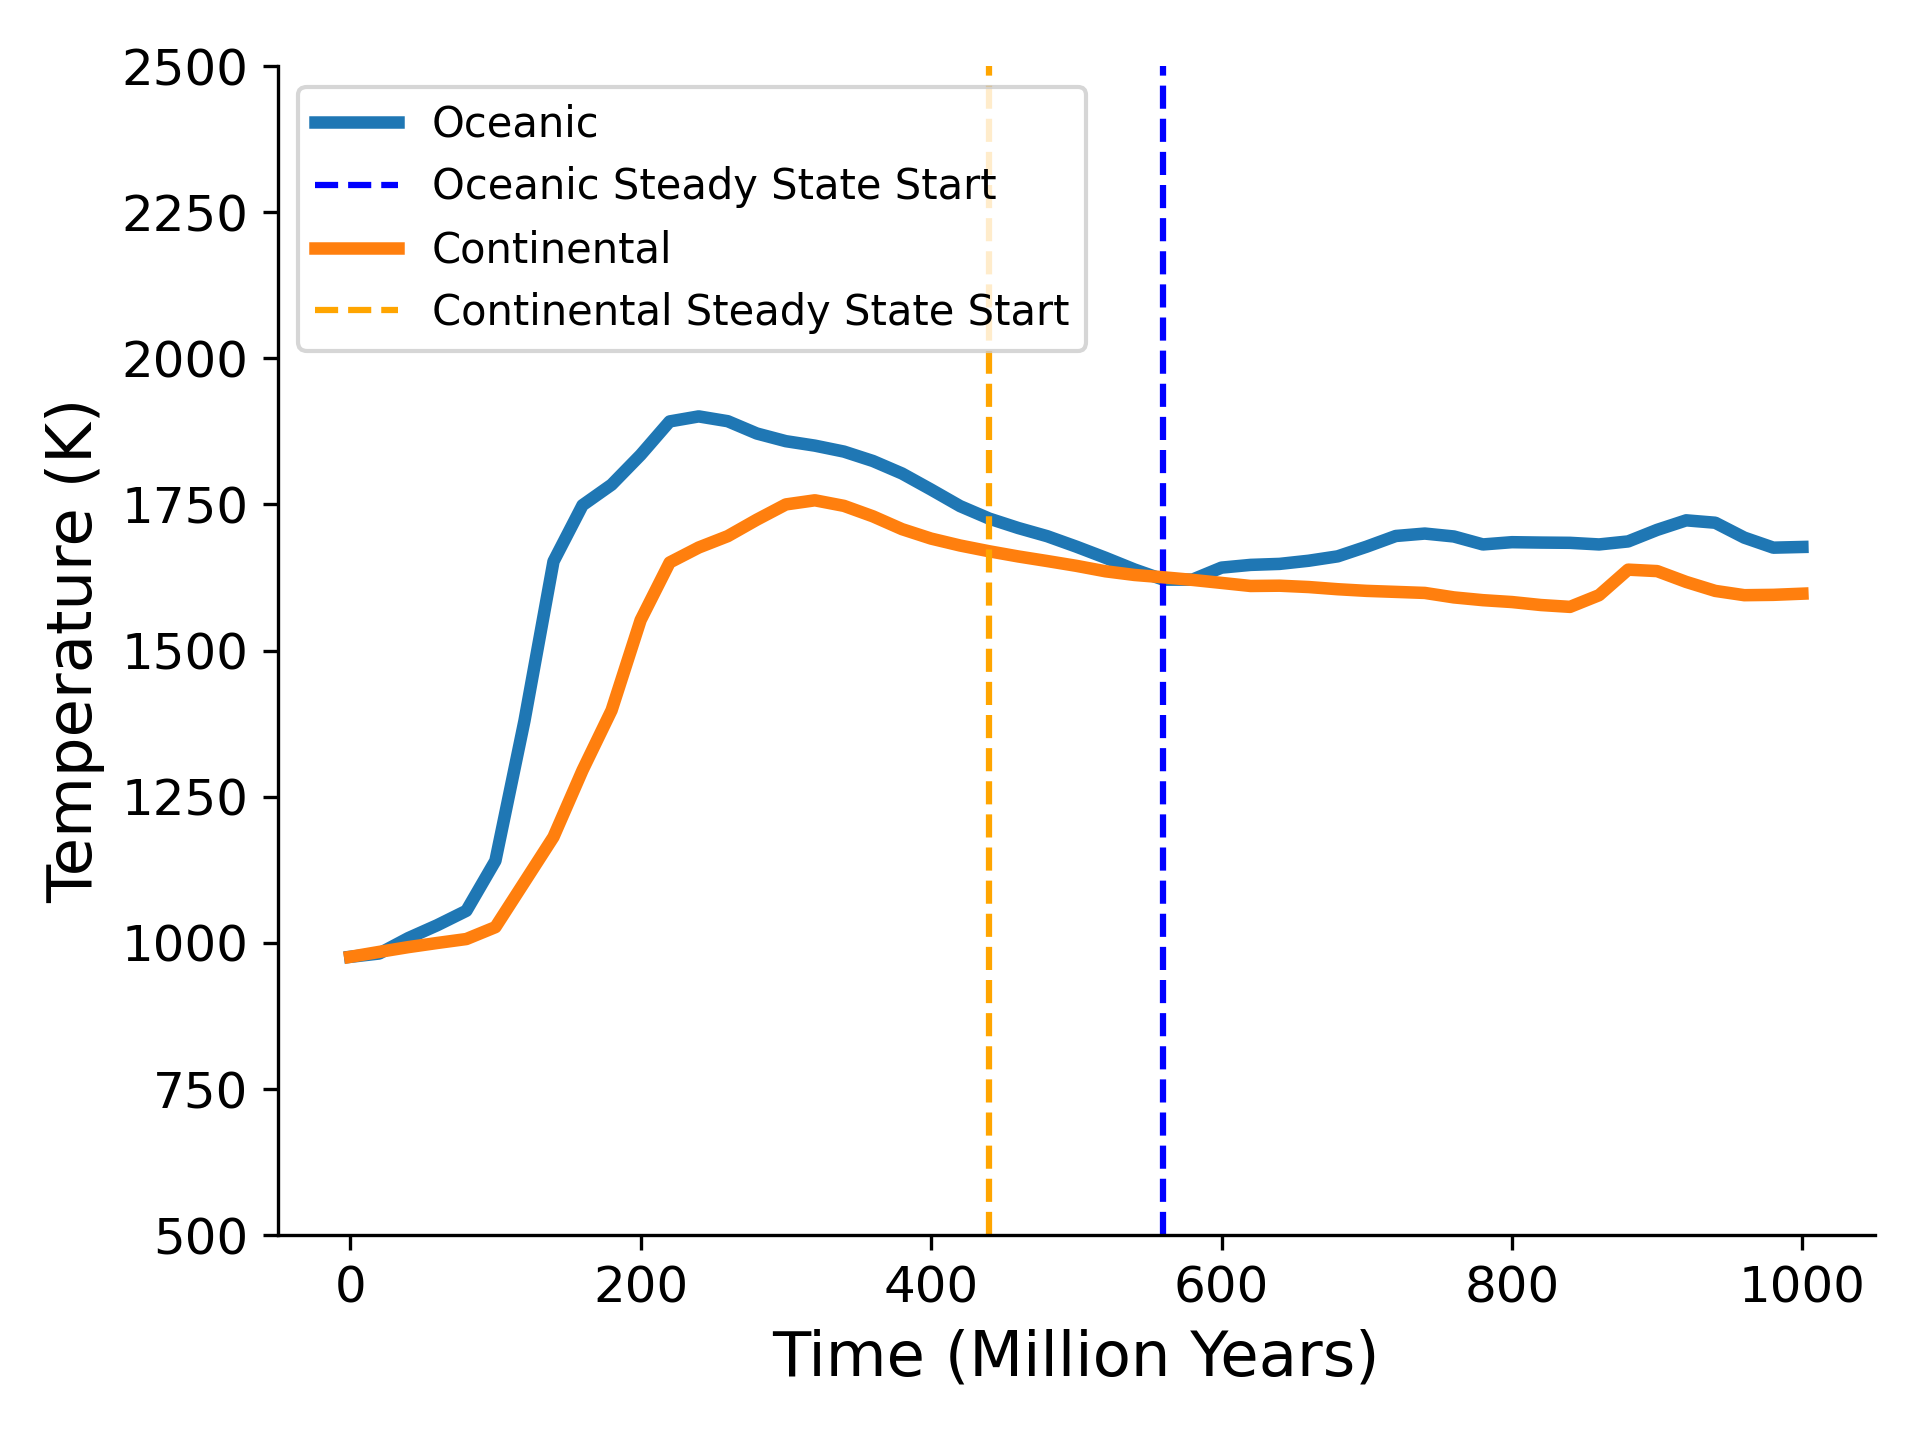 2500
2250
2000
1750
1500
1250
1000
750
500
Temperature (K)
Oceanic
Oceanic Steady State Start
Continental
Continental Steady State Start
0 200 400 600 800 1000
Time (Million Years)